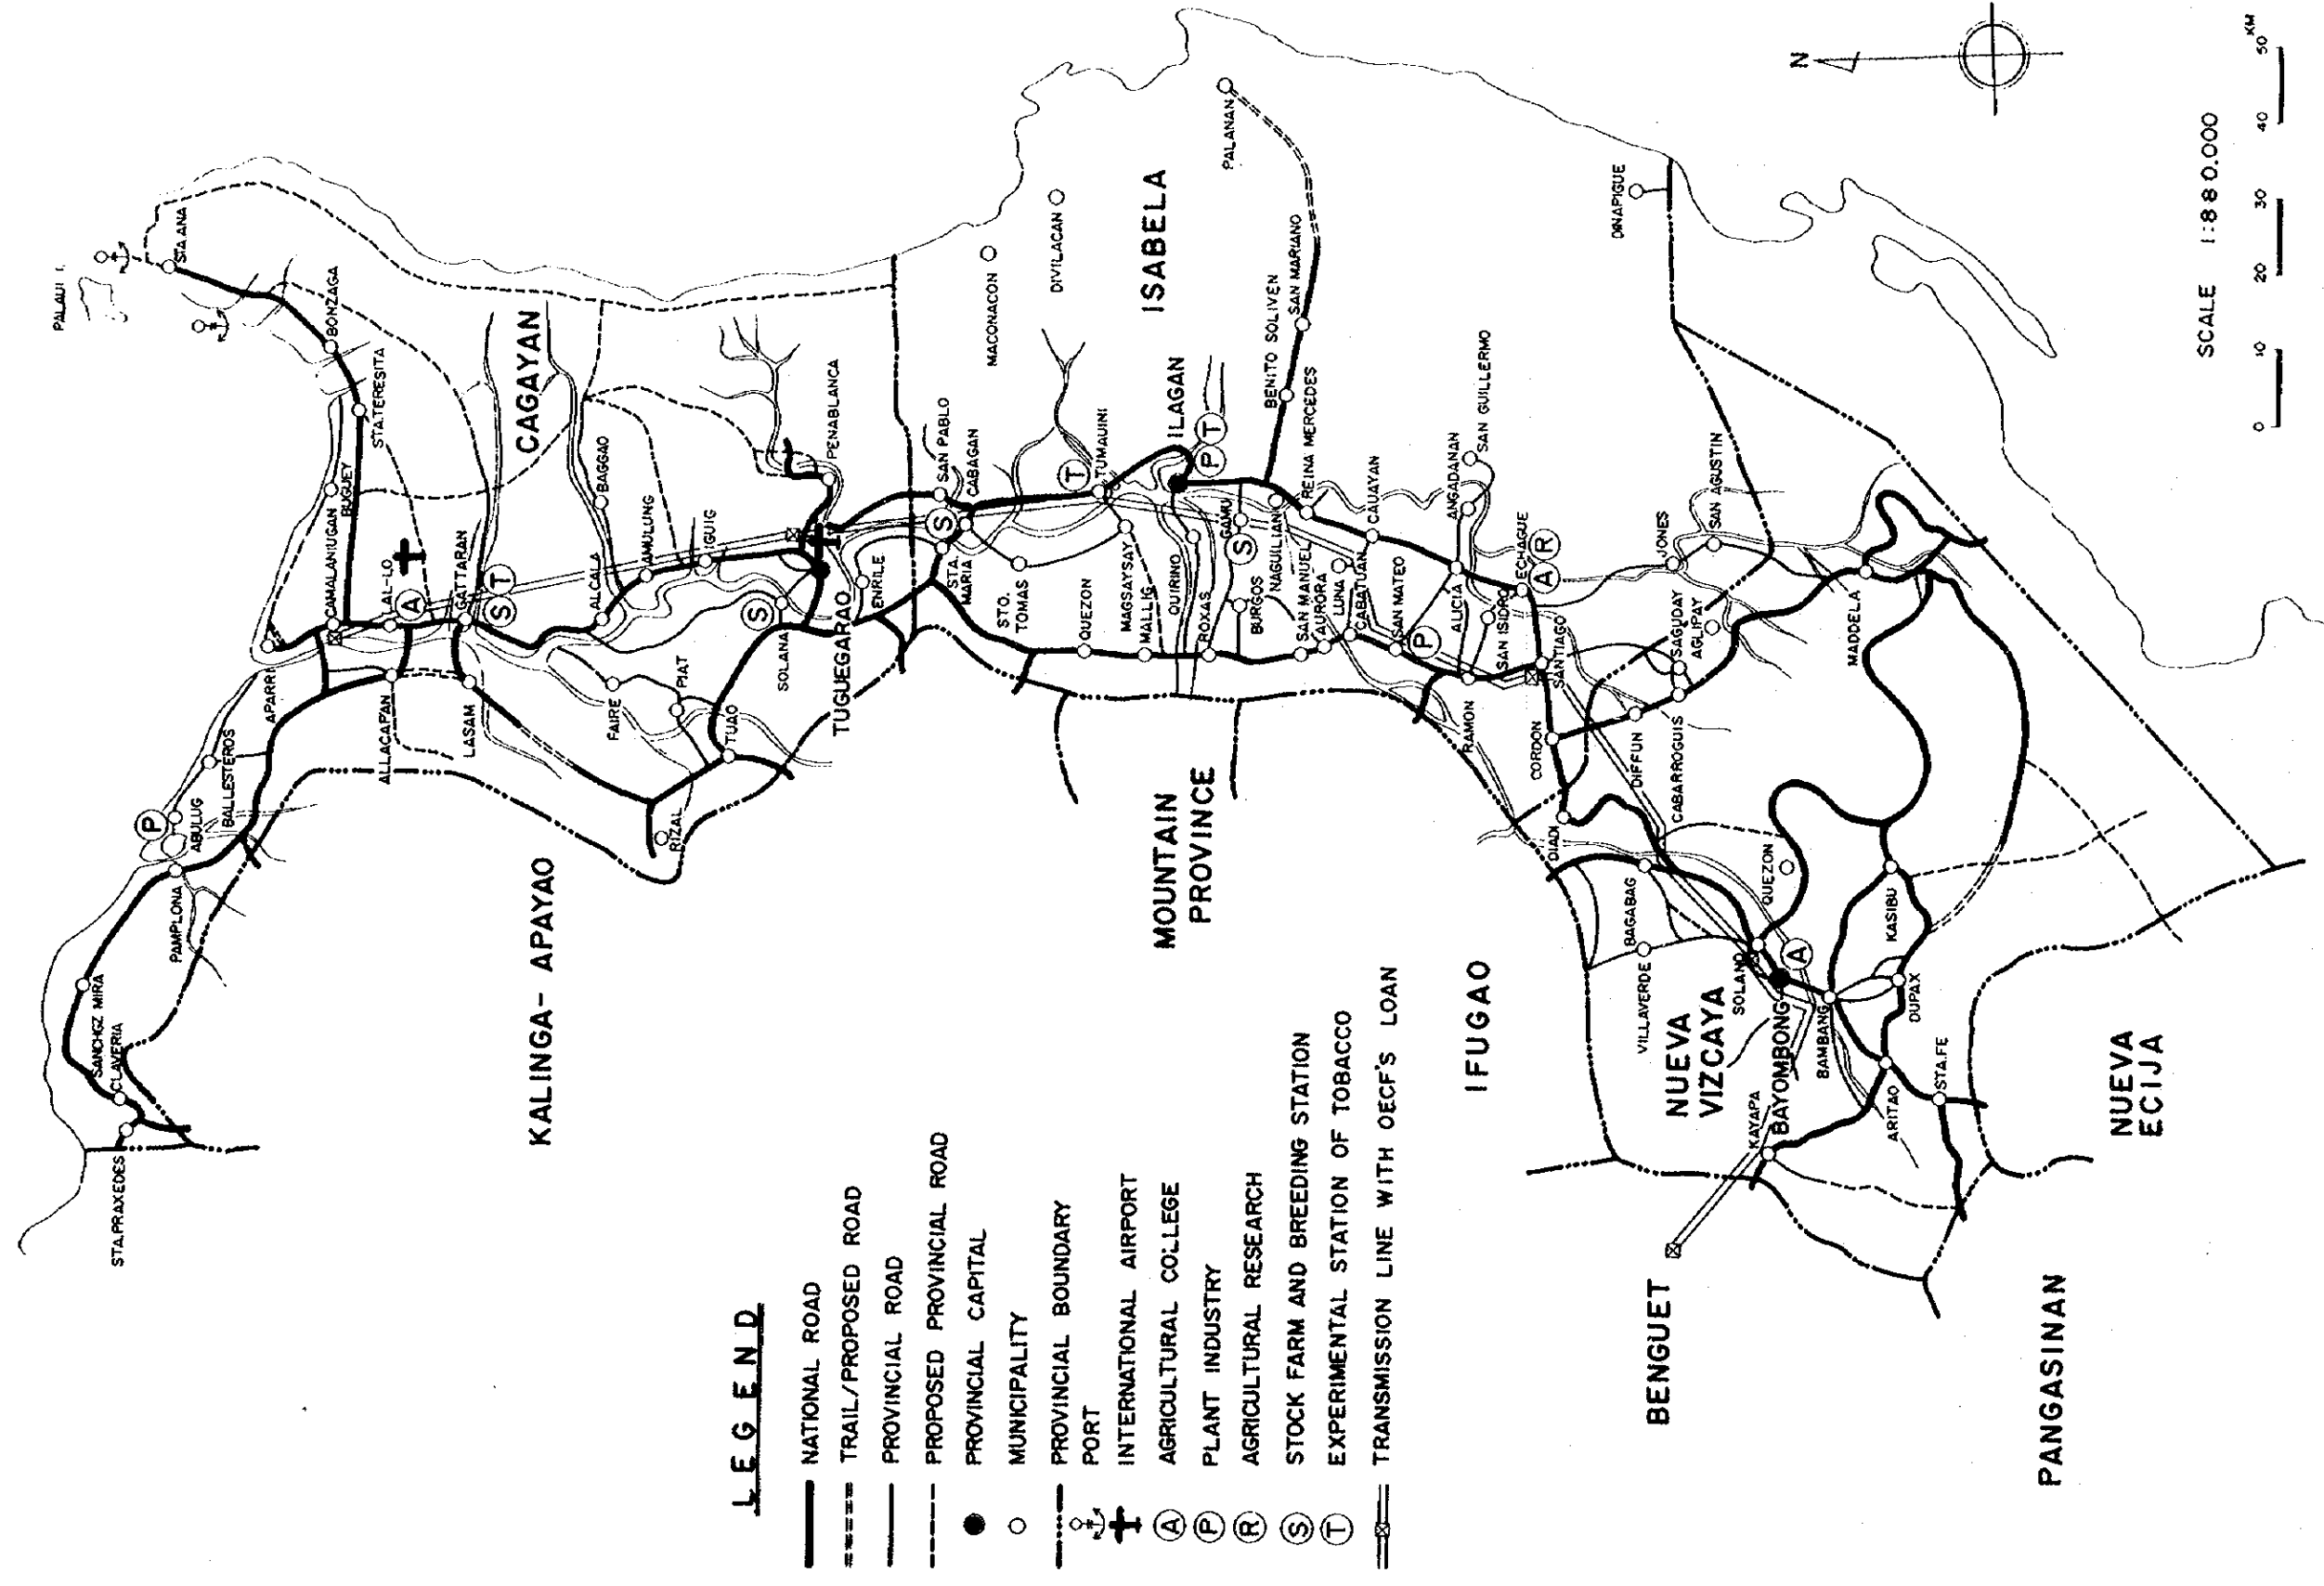 PALAUI I.
STA.ANA
BONZAGA
STA.TERESITA
BUGUEY
CAMALANIUGAN
APARRI
LAL-LO
GATTARAN
CAGAYAN
BAGGAO
ALCALA
AMULUNG
IGUIG
PENABLANCA
ABULUG
BALLESTEROS
PAMPLONA
SANCHGZ MIRA
CLAVERIA
STA.PRAXEDES
ALLACAPAN
LASAM
FAIRE
PIAT
TUAO
RIZAL
SOLANA
TUGUEGARAO
ENRILE
KALINGA- APAYAO
SAN PABLO
CABAGAN
STA.
MARIA
STO.
TOMAS
MACONACON
DIVILACAN
ISABELA
PALANAN
TUMAUINI
ILAGAN
MAGSAYSAY
QUEZON
MALLIG
QUIRINO
ROXAS
GAMU
BURGOS
NAGUILIAN
REINA MERCEDES
BENITO SOLIVEN
SAN MARIANO
SAN MANUEL
AURORA
LUNA
CABATUAN
CAUAYAN
SAN MATEO
ALICIA
ANGADANAN
SAN GUILLERMO
SAN ISIDRO
ECHAGUE
SANTIAGO
RAMON
CORDON
JONES
SAN AGUSTIN
DINAPIGUE
MOUNTAIN
PROVINCE
IFUGAO
DIADI
DIFFUN
SAGUDAY
AGLIPAY
CABARROGUIS
MADDELA
BAGABAG
VILLAVERDE
QUEZON
SOLANO
NUEVA
VIZCAYA
BAYOMBONG
BAMBANG
KASIBU
DUPAX
KAYAPA
ARITAO
STA.FE
BENGUET
PANGASINAN
NUEVA
ECIJA
A
S
T
P
S
S
T
P
T
S
P
A
R
A
N
SCALE 1:880.000
0
10
20
30
40
50
KM
LEGEND
NATIONAL ROAD
TRAIL/PROPOSED ROAD
PROVINCIAL ROAD
PROPOSED PROVINCIAL ROAD
PROVINCIAL CAPITAL
MUNICIPALITY
PROVINCIAL BOUNDARY
PORT
INTERNATIONAL AIRPORT
A AGRICULTURAL COLLEGE
P PLANT INDUSTRY
R AGRICULTURAL RESEARCH
S STOCK FARM AND BREEDING STATION
T EXPERIMENTAL STATION OF TOBACCO
TRANSMISSION LINE WITH OECF'S LOAN